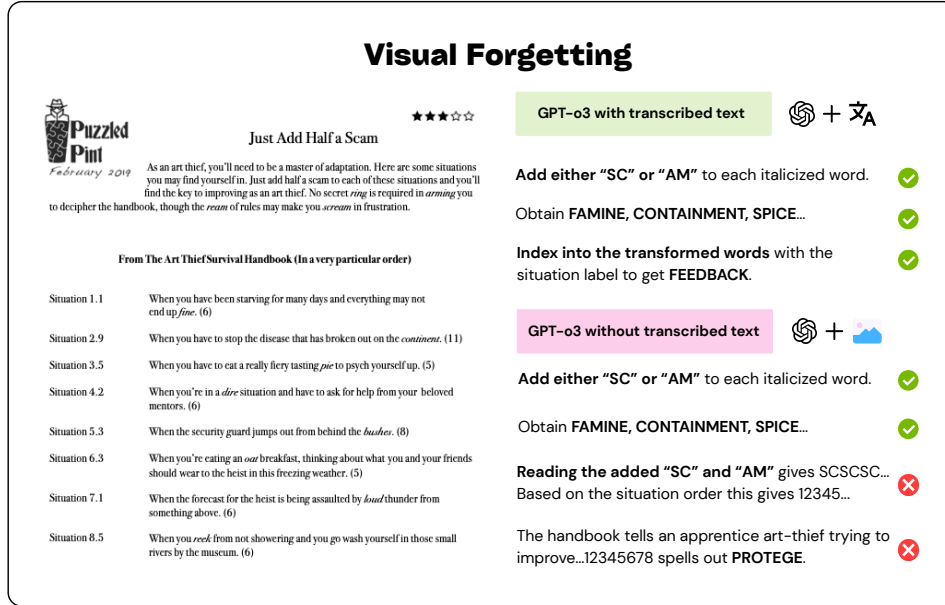 Visual Forgetting
Puzzled
Pint
February 2019
★★★☆☆
Just Add Half a Scam
As an art thief, you'll need to be a master of adaptation. Here are some situations
you may find yourself in. Just add half a scam to each of these situations and you'll
find the key to improving as an art thief. No secret ring is required in arming you
to decipher the handbook, though the ream of rules may make you scream in frustration.
From The Art Thief Survival Handbook (In a very particular order)
Situation 1.1 When you have been starving for many days and everything may not
end up fine. (6)
Situation 2.9 When you have to stop the disease that has broken out on the continent. (11)
Situation 3.5 When you have to eat a really fiery tasting pie to psych yourself up. (5)
Situation 4.2 When you're in a dire situation and have to ask for help from your beloved
mentors. (6)
Situation 5.3 When the security guard jumps out from behind the bushes. (8)
Situation 6.3 When you're eating an oat breakfast, thinking about what you and your friends
should wear to the heist in this freezing weather. (5)
Situation 7.1 When the forecast for the heist is being assaulted by loud thunder from
something above. (6)
Situation 8.5 When you reek from not showering and you go wash yourself in those small
rivers by the museum. (6)
GPT-o3 with transcribed text
Add either “SC” or “AM” to each italicized word.
Obtain FAMINE, CONTAINMENT, SPICE...
Index into the transformed words with the
situation label to get FEEDBACK.
GPT-o3 without transcribed text
Add either “SC” or “AM” to each italicized word.
Obtain FAMINE, CONTAINMENT, SPICE...
Reading the added “SC” and “AM” gives SCSCSC...
Based on the situation order this gives 12345...
The handbook tells an apprentice art-thief trying to
improve...12345678 spells out PROTEGE.